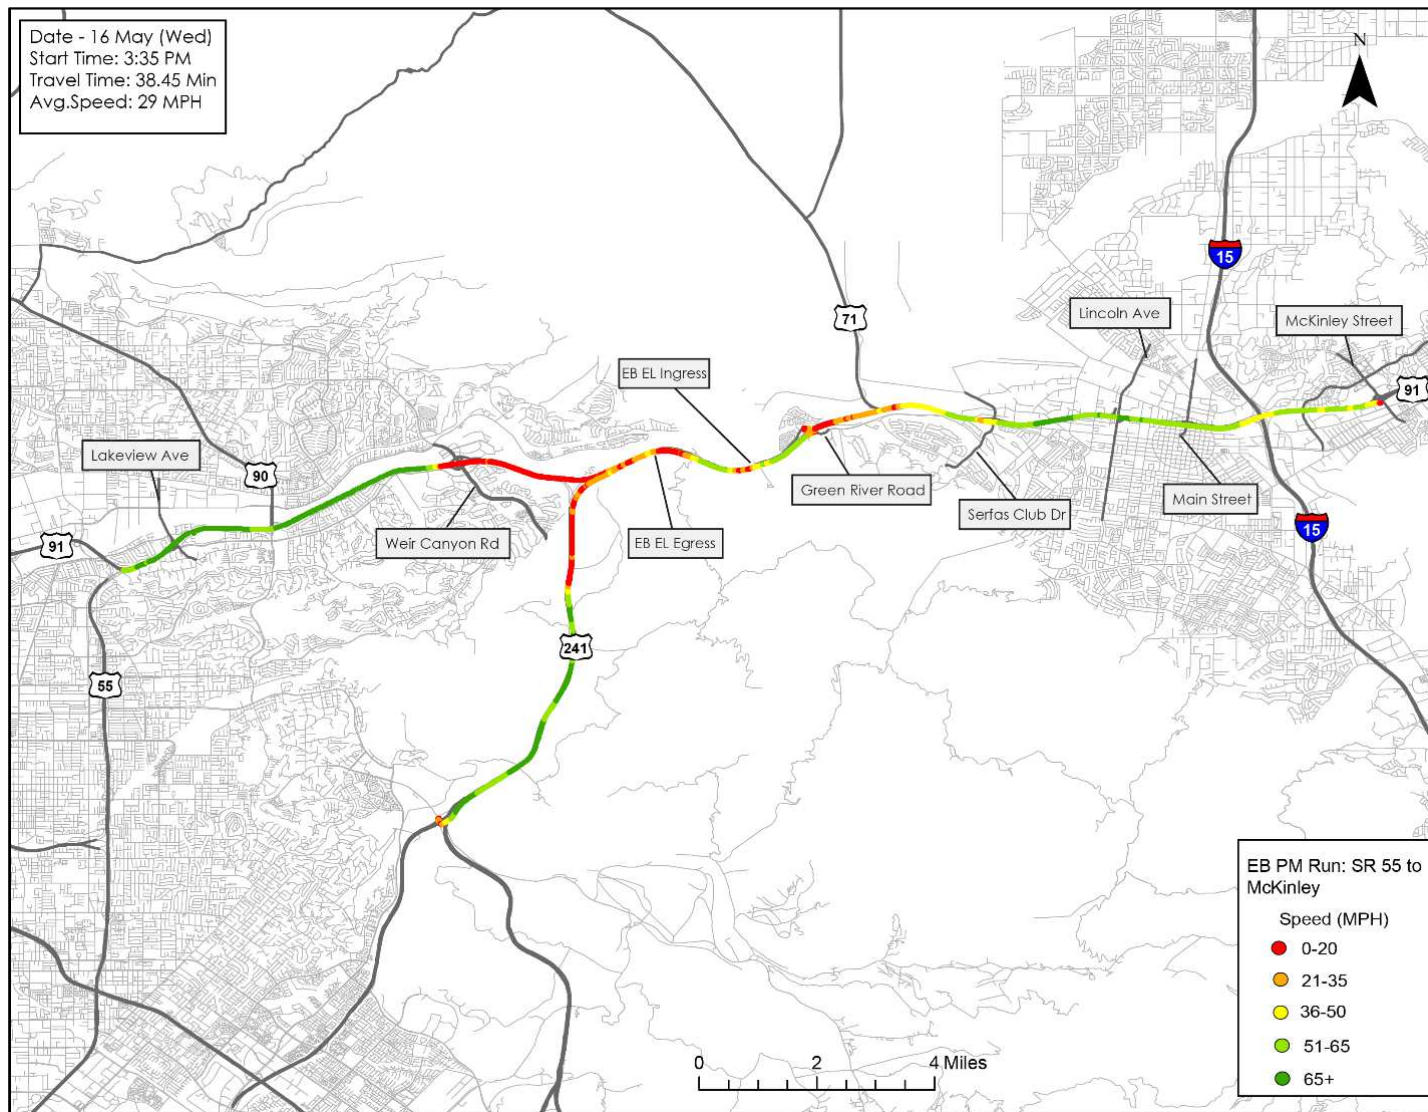 Date - 16 May (Wed)
Start Time: 3:35 PM
Travel Time: 38.45 Min
Avg.Speed: 29 MPH
N
15
71
Lincoln Ave
McKinley Street
EB EL Ingress
91
Lakeview Ave
90
Green River Road
Serfas Club Dr
Main Street
91
Weir Canyon Rd
EB EL Egress
15
241
55
EB PM Run: SR 55 to
McKinley
Speed (MPH)
0-20
21-35
36-50
51-65
65+
0 2 4 Miles